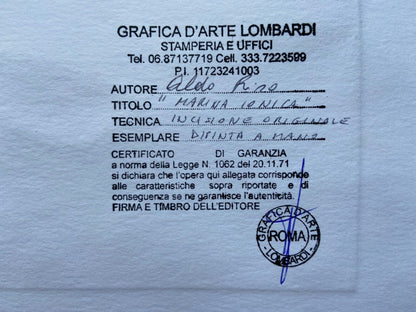 GRAFICA D'ARTE LOMBARDI
STAMPERIA E UFFICI
Tel. 06.87137719 Cell. 333.7223599
P.I. 11723241003
AUTORE Aldo Riso
TITOLO "MARINA IONICA"
TECNICA INCISIONE ORIGINALE
ESEMPLARE DIPINTA A MANO
CERTIFICATO DI GARANZIA
a norma della Legge N. 1062 del 20.11.71
si dichiara che l'opera qui allegata corrisponde
alle caratteristiche sopra riportate e di
conseguenza se ne garantisce l'autenticità.
FIRMA E TIMBRO DELL'EDITORE
GRAFICA D'ARTE
ROMA
- LOMBARDI -